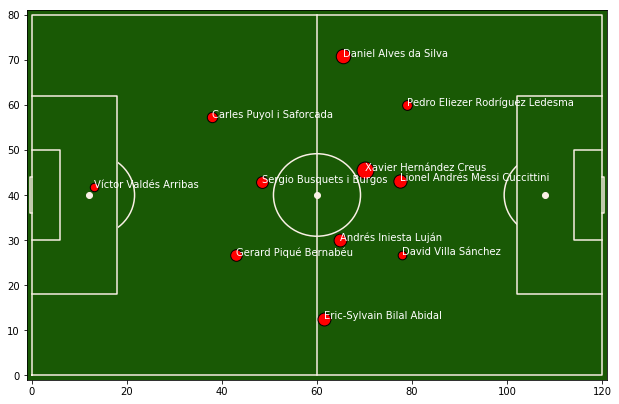 80
70
60
50
40
30
20
10
0
Daniel Alves da Silva
Pedro Eliezer Rodríguez Ledesma
Carles Puyol i Saforcada
Xavier Hernández Creus
Lionel Andrés Messi Cuccittini
Sergio Busquets i Burgos
Víctor Valdés Arribas
Andrés Iniesta Luján
David Villa Sánchez
Gerard Piqué Bernabéu
Eric-Sylvain Bilal Abidal
0 20 40 60 80 100 120